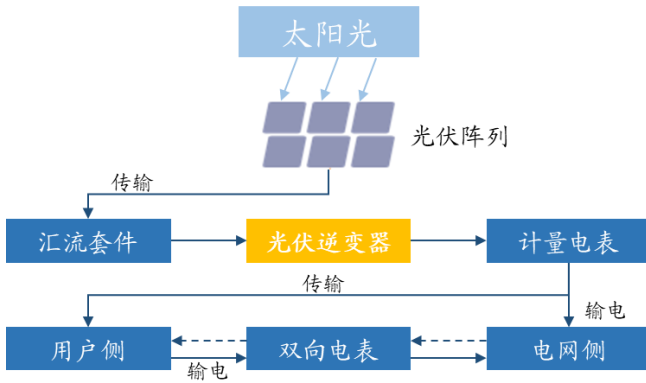 太阳光
光伏阵列
传输
汇流套件
光伏逆变器
计量电表
传输
输电
用户侧
双向电表
电网侧
输电